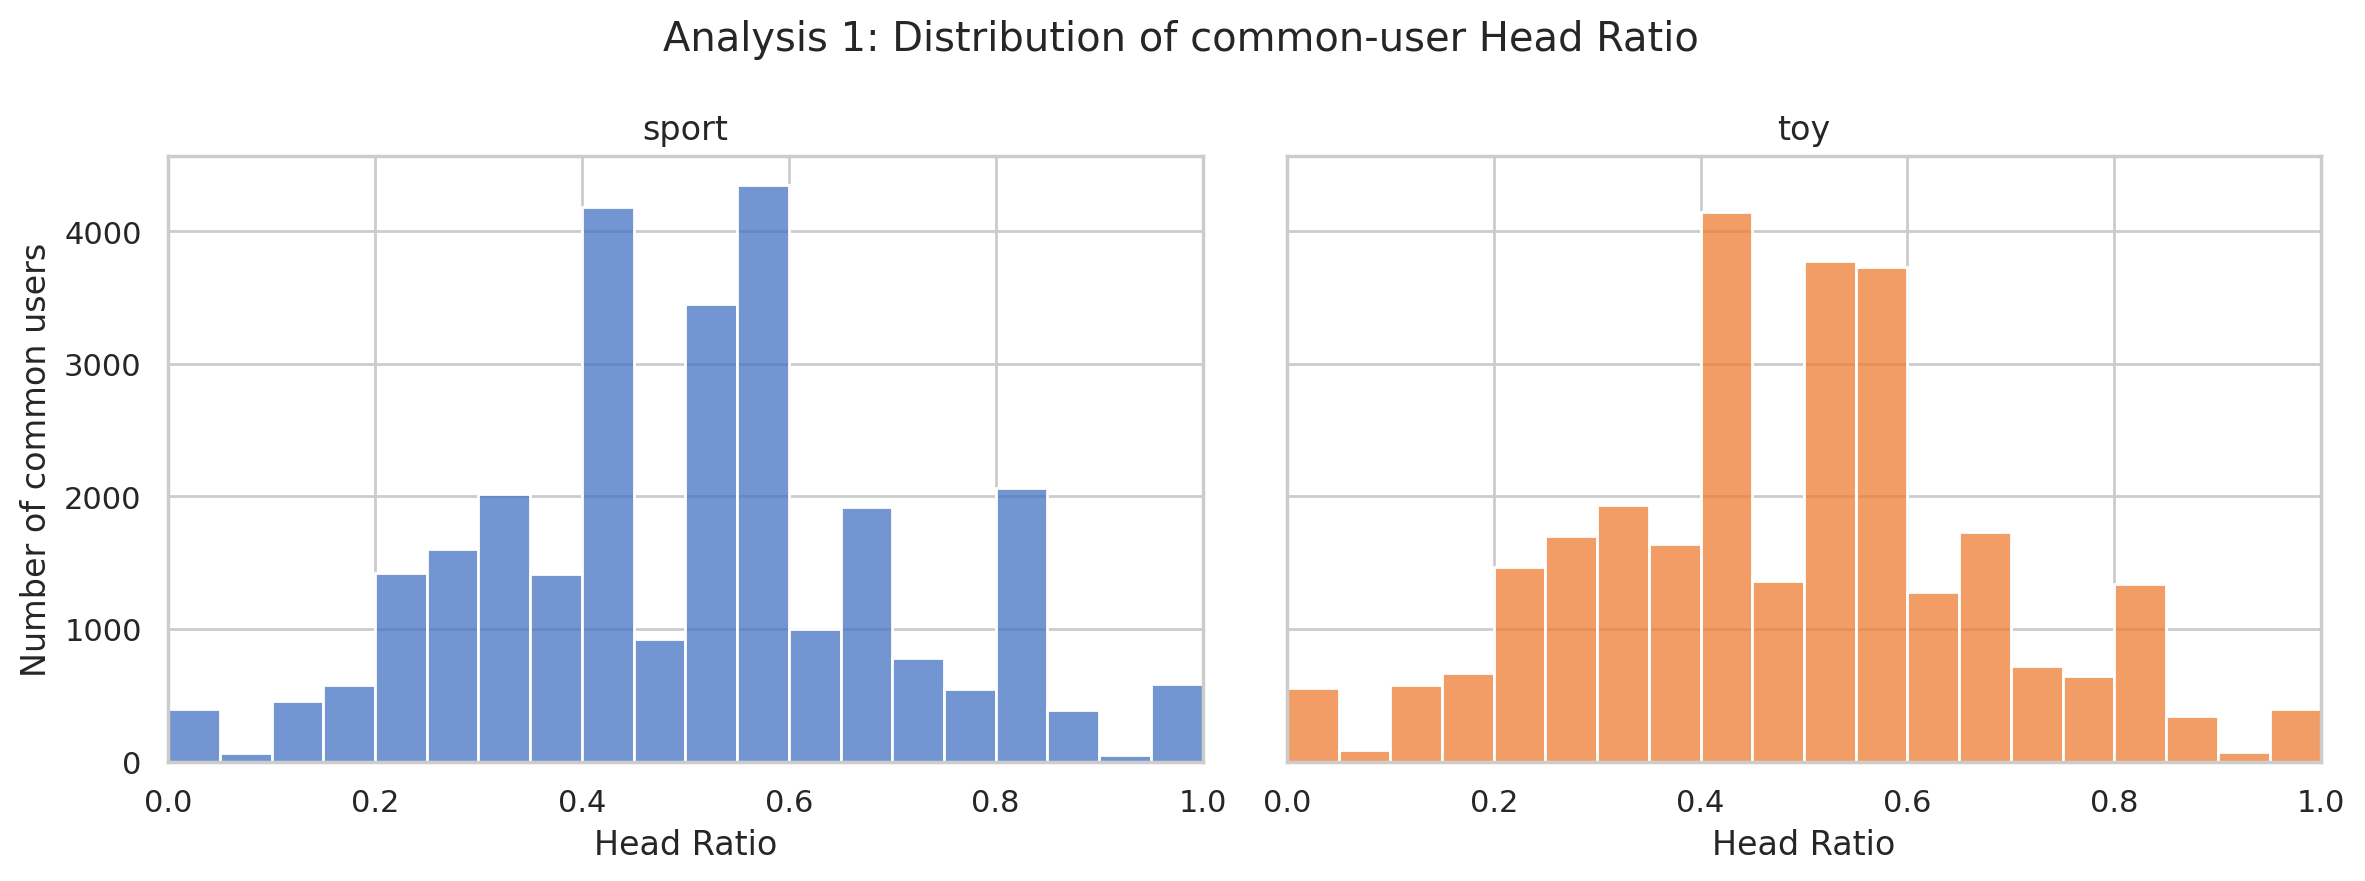 Analysis 1: Distribution of common-user Head Ratio
sport
toy
Number of common users
4000
3000
2000
1000
0
0.0 0.2 0.4 0.6 0.8 1.0
0.0 0.2 0.4 0.6 0.8 1.0
Head Ratio
Head Ratio